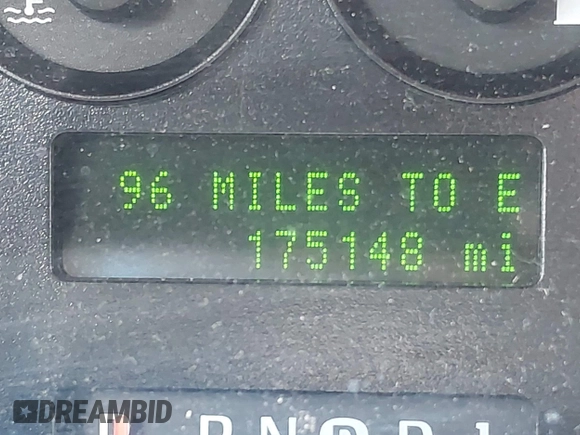 96 MILES TO E
175148 mi
DREAMBID